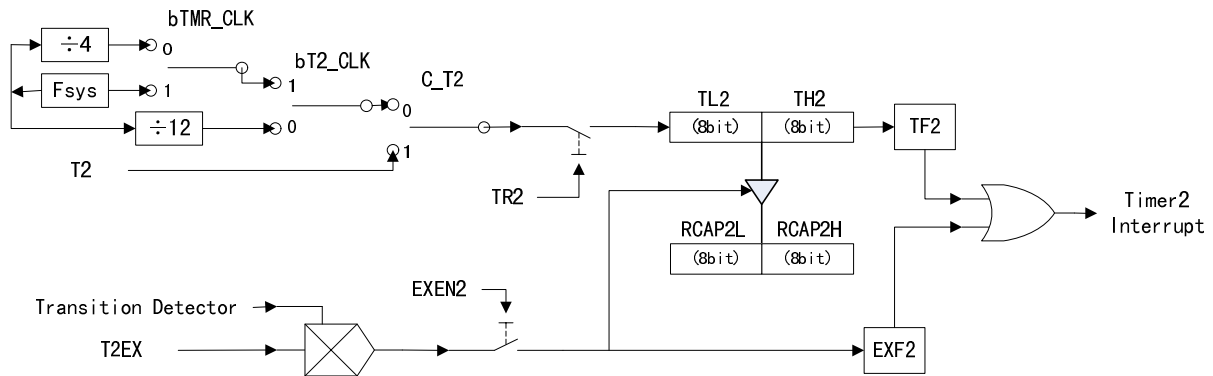 bTMR_CLK
÷4
0
bT2_CLK
Fsys
1
1
C_T2
÷12
0
0
T2
1
TR2
TL2
TH2
(8bit)
(8bit)
TF2
RCAP2L
RCAP2H
(8bit)
(8bit)
Timer2
Interrupt
Transition Detector
EXEN2
T2EX
EXF2